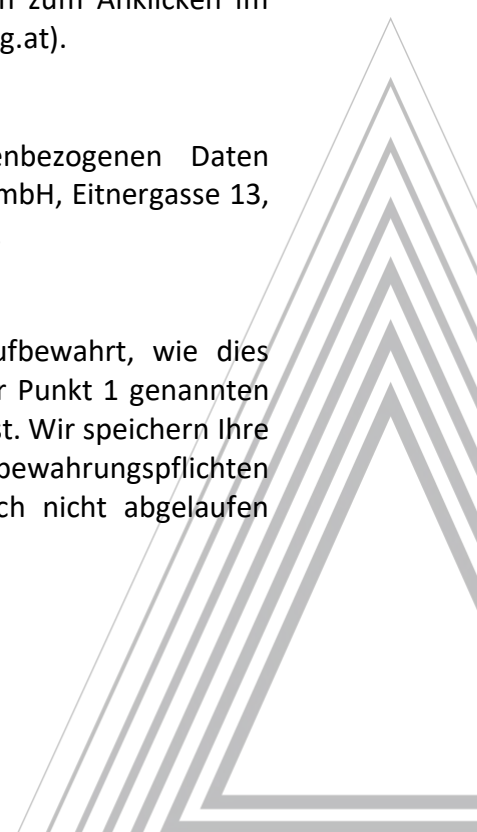 zum Anklicken im
g.at).
enbezogenen Daten
mbH, Eitnergasse 13,
ufbewahrt, wie dies
r Punkt 1 genannten
st. Wir speichern Ihre
bewahrungspflichten
ch nicht abgelaufen